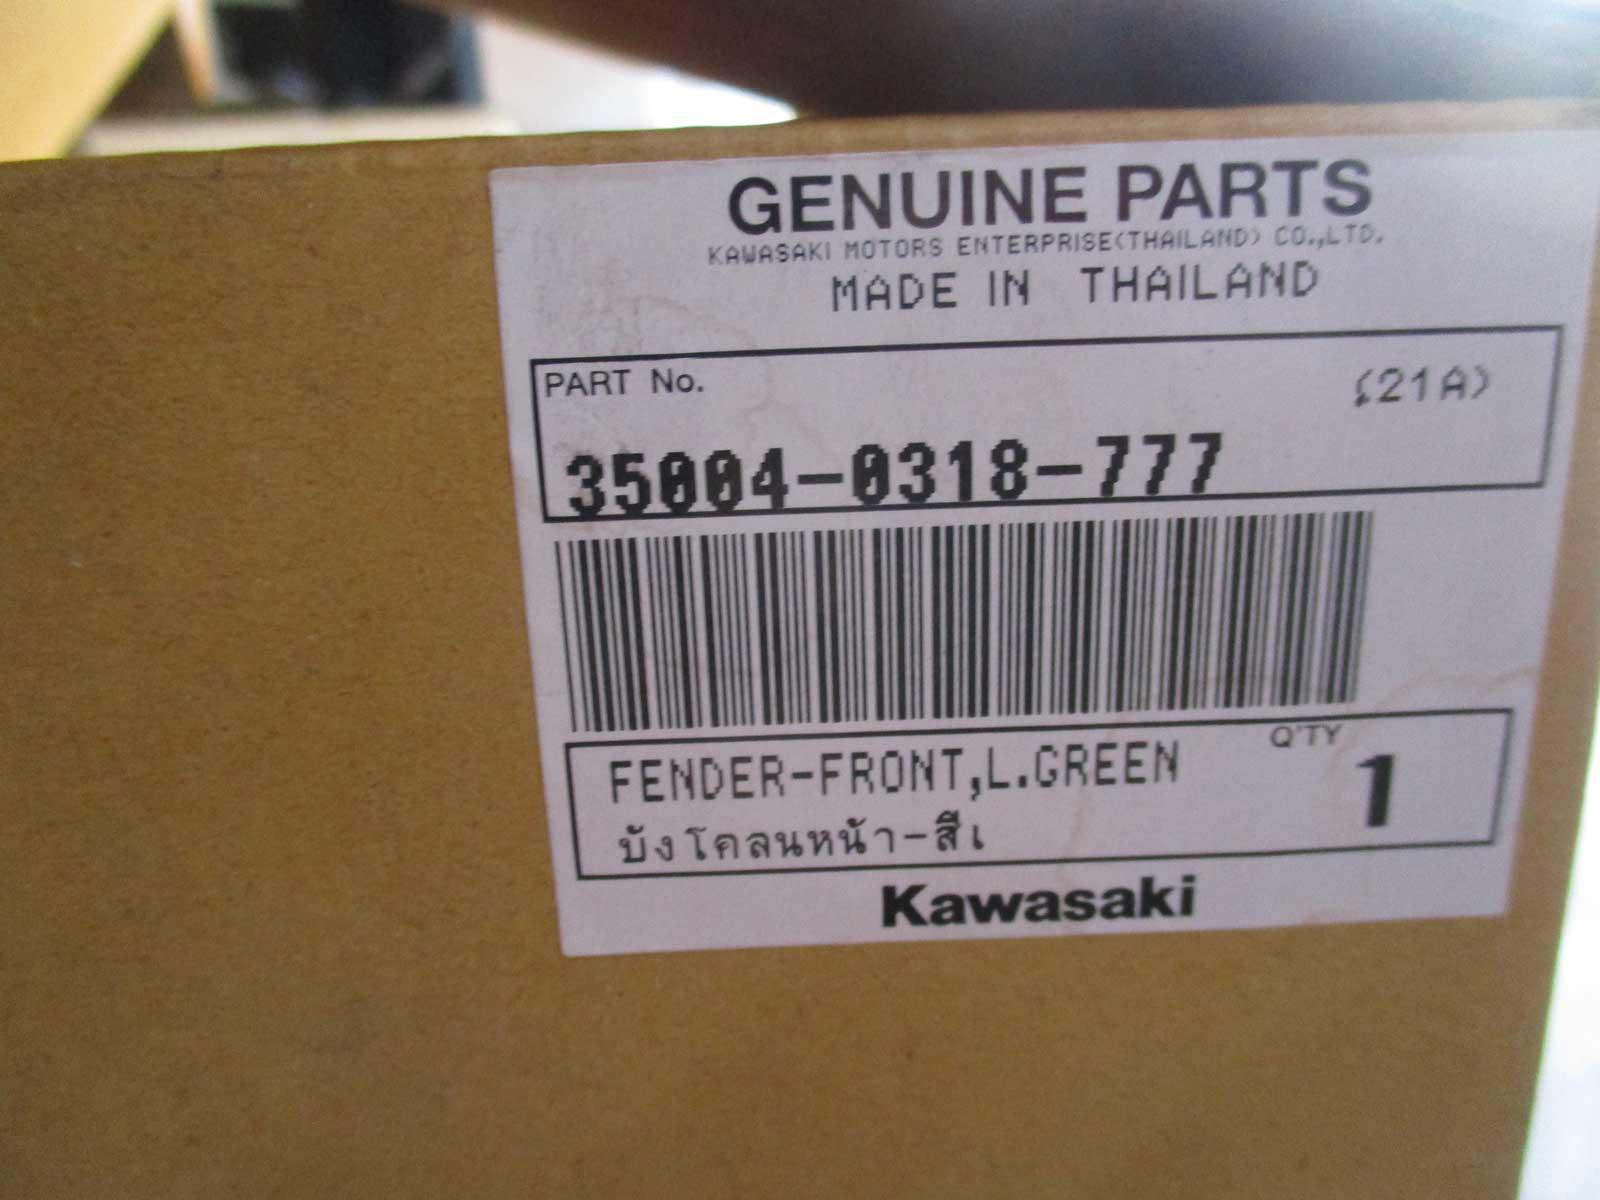 GENUINE PARTS
KAWASAKI MOTORS ENTERPRISE(THAILAND) CO.,LTD.
MADE IN THAILAND
PART No.
(21A)
35004-0318-777
FENDER-FRONT,L.GREEN
Q'TY
1
บังโคลนหน้า-สีเ
Kawasaki